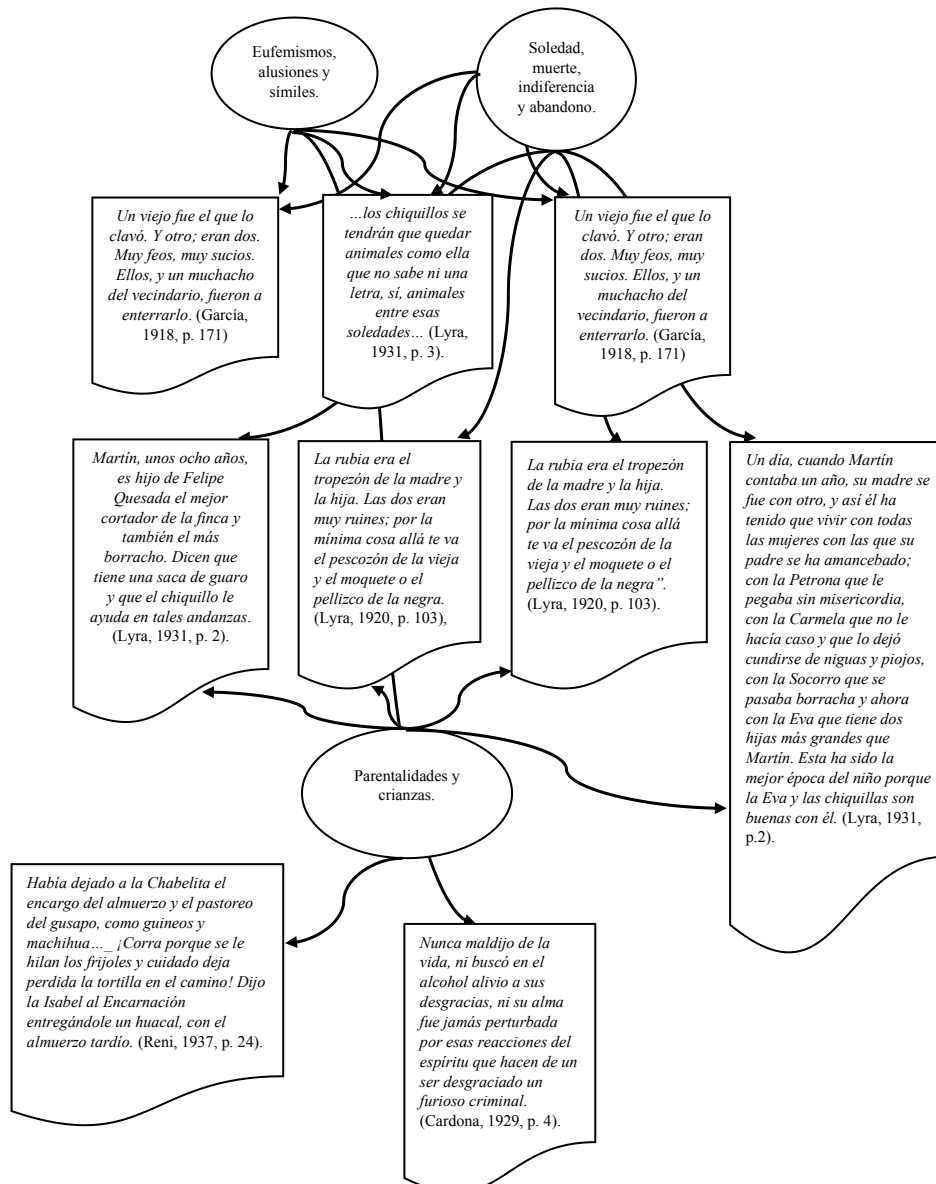 Eufemismos,
alusiones y
símiles.
Soledad,
muerte,
indiferencia
y abandono.
Un viejo fue el que lo
clavó. Y otro; eran dos.
Muy feos, muy sucios.
Ellos, y un muchacho
del vecindario, fueron a
enterrarlo. (García,
1918, p. 171)
…los chiquillos se
tendrán que quedar
animales como ella
que no sabe ni una
letra, sí, animales
entre esas
soledades… (Lyra,
1931, p. 3).
Un viejo fue el que lo
clavó. Y otro; eran
dos. Muy feos, muy
sucios. Ellos, y un
muchacho del
vecindario, fueron a
enterrarlo. (García,
1918, p. 171)
Martín, unos ocho años,
es hijo de Felipe
Quesada el mejor
cortador de la finca y
también el más
borracho. Dicen que
tiene una saca de guaro
y que el chiquillo le
ayuda en tales andanzas.
(Lyra, 1931, p. 2).
La rubia era el
tropezón de la madre y
la hija. Las dos eran
muy ruines; por la
mínima cosa allá te va
el pescozón de la vieja
y el moquete o el
pellizco de la negra.
(Lyra, 1920, p. 103),
La rubia era el
tropezón de la madre y
la hija. Las dos eran
muy ruines; por la
mínima cosa allá te va
el pescozón de la vieja
y el moquete o el
pellizco de la negra”.
(Lyra, 1920, p. 103).
Un día, cuando Martín
contaba un año, su madre se
fue con otro, y así él ha
tenido que vivir con todas
las mujeres con las que su
padre se ha amancebado;
con la Petrona que le
pegaba sin misericordia,
con la Carmela que no le
hacía caso y que lo dejó
cundirse de niguas y piojos,
con la Socorro que se
pasaba borracha y ahora
con la Eva que tiene dos
hijas más grandes que
Martín. Esta ha sido la
mejor época del niño porque
la Eva y las chiquillas son
buenas con él. (Lyra, 1931,
p.2).
Parentalidades y
crianzas.
Había dejado a la Chabelita el
encargo del almuerzo y el pastoreo
del gusapo, como guineos y
machihua…_ ¡Corra porque se le
hilan los frijoles y cuidado deja
perdida la tortilla en el camino! Dijo
la Isabel al Encarnación
entregándole un huacal, con el
almuerzo tardío. (Reni, 1937, p. 24).
Nunca maldijo de la
vida, ni buscó en el
alcohol alivio a sus
desgracias, ni su alma
fue jamás perturbada
por esas reacciones del
espíritu que hacen de un
ser desgraciado un
furioso criminal.
(Cardona, 1929, p. 4).